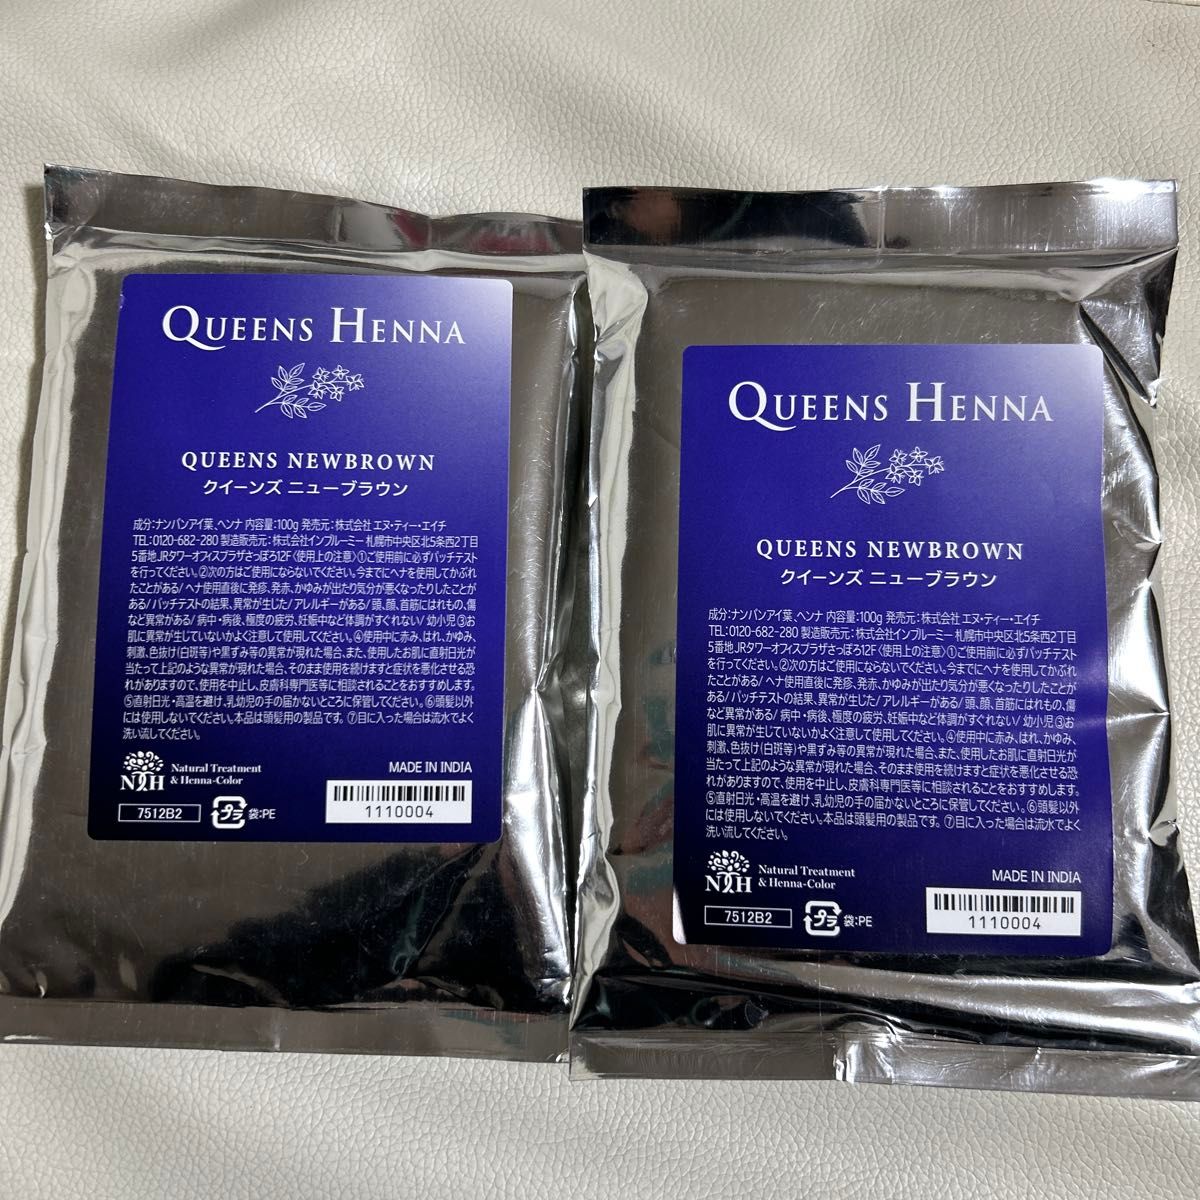 QUEENS HENNA
QUEENS NEWBROWN
クイーンズ ニューブラウン
成分:ナンバンアイ葉、ヘンナ 内容量:100g 発売元:株式会社 エヌ・ティー・エイチ
TEL:0120-682-280 製造販売元:株式会社インプルーミー 札幌市中央区北5条西2丁目
5番地JRタワーオフィスプラザさっぽろ12F〈使用上の注意〉①ご使用前に必ずパッチテスト
を行ってください。②次の方はご使用にならないでください。今までにヘナを使用してかぶれ
たことがある/ ヘナ使用直後に発疹、発赤、かゆみが出たり気分が悪くなったりしたことが
ある/ パッチテストの結果、異常が生じた/ アレルギーがある/ 頭、顔、首筋にはれもの、傷
など異常がある/ 病中・病後、極度の疲労、妊娠中など体調がすぐれない/ 幼小児 ③お
肌に異常が生じていないかよく注意して使用してください。④使用中に赤み、はれ、かゆみ、
刺激、色抜け(白斑等)や黒ずみ等の異常が現れた場合、また、使用したお肌に直射日光が
当たって上記のような異常が現れた場合、そのまま使用を続けますと症状を悪化させる恐
れがありますので、使用を中止し、皮膚科専門医等に相談されることをおすすめします。
⑤直射日光・高温を避け、乳幼児の手の届かないところに保管してください。⑥頭髪以外
には使用しないでください。本品は頭髪用の製品です。⑦目に入った場合は流水でよく
洗い流してください。
NTH Natural Treatment
& Henna-Color
MADE IN INDIA
7512B2 プラ 袋:PE
1110004
QUEENS HENNA
QUEENS NEWBROWN
クイーンズ ニューブラウン
成分:ナンバンアイ葉、ヘンナ 内容量:100g 発売元:株式会社 エヌ・ティー・エイチ
TEL:0120-682-280 製造販売元:株式会社インプルーミー 札幌市中央区北5条西2丁目
5番地JRタワーオフィスプラザさっぽろ12F〈使用上の注意〉①ご使用前に必ずパッチテスト
を行ってください。②次の方はご使用にならないでください。今までにヘナを使用してかぶれ
たことがある/ ヘナ使用直後に発疹、発赤、かゆみが出たり気分が悪くなったりしたことが
ある/ パッチテストの結果、異常が生じた/ アレルギーがある/ 頭、顔、首筋にはれもの、傷
など異常がある/ 病中・病後、極度の疲労、妊娠中など体調がすぐれない/ 幼小児 ③お
肌に異常が生じていないかよく注意して使用してください。④使用中に赤み、はれ、かゆみ、
刺激、色抜け(白斑等)や黒ずみ等の異常が現れた場合、また、使用したお肌に直射日光が
当たって上記のような異常が現れた場合、そのまま使用を続けますと症状を悪化させる恐
れがありますので、使用を中止し、皮膚科専門医等に相談されることをおすすめします。
⑤直射日光・高温を避け、乳幼児の手の届かないところに保管してください。⑥頭髪以外
には使用しないでください。本品は頭髪用の製品です。⑦目に入った場合は流水でよく
洗い流してください。
NTH Natural Treatment
& Henna-Color
MADE IN INDIA
7512B2 プラ 袋:PE
1110004